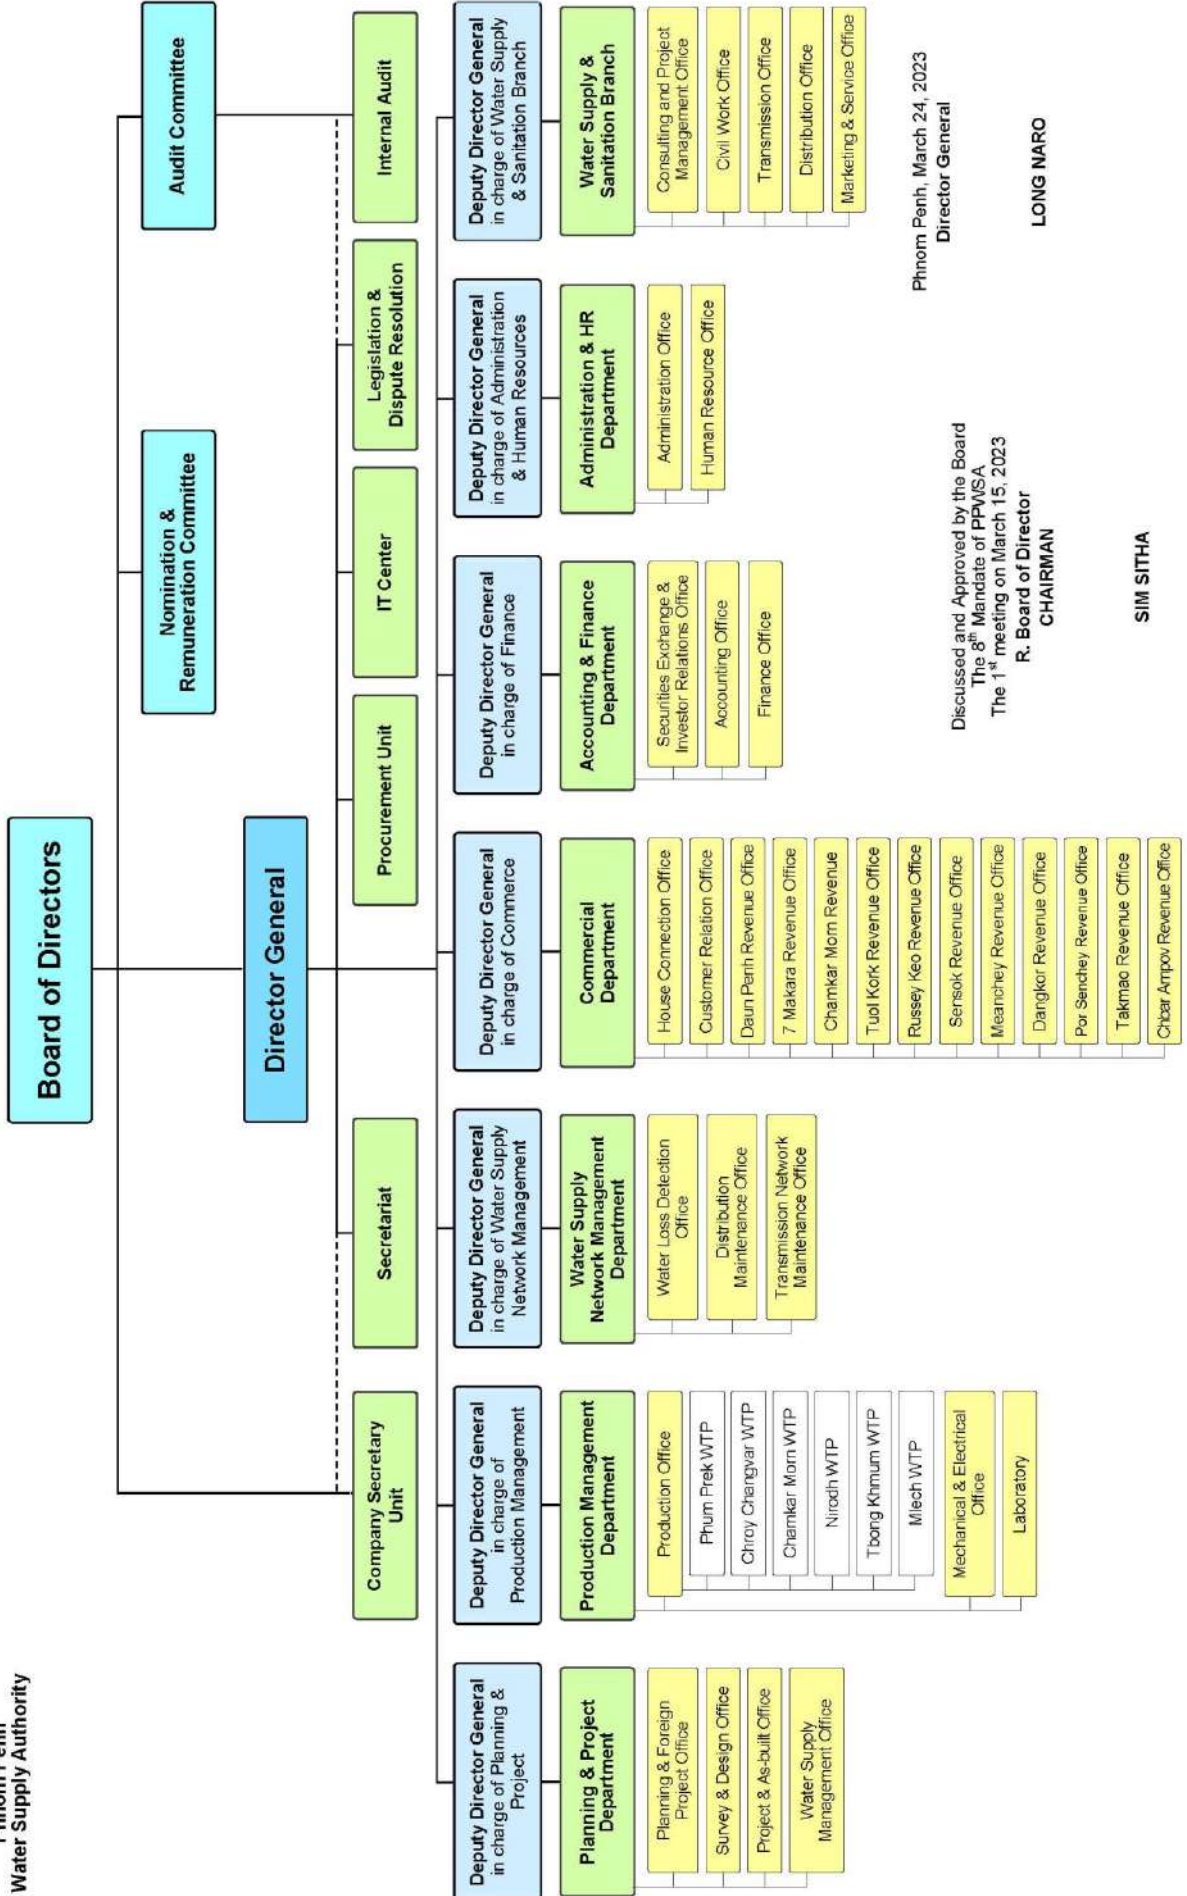 Water Supply Authority
Board of Directors
Nomination &
Remuneration Committee
Audit Committee
Director General
Company Secretary
Unit
Secretariat
Procurement Unit
IT Center
Legislation &
Dispute Resolution
Internal Audit
Deputy Director General
in charge of Planning &
Project
Deputy Director General
in charge of
Production Management
Deputy Director General
in charge of Water Supply
Network Management
Deputy Director General
in charge of Commerce
Deputy Director General
in charge of Finance
Deputy Director General
in charge of Administration
& Human Resources
Deputy Director General
in charge of Water Supply
& Sanitation Branch
Planning & Project
Department
Planning & Foreign
Project Office
Survey & Design Office
Project & As-built Office
Water Supply
Management Office
Production Management
Department
Production Office
Phum Prek WTP
Chroy Changvar WTP
Chamkar Morn WTP
Nirodh WTP
Tbong Khmum WTP
Mlech WTP
Mechanical & Electrical
Office
Laboratory
Water Supply
Network Management
Department
Water Loss Detection
Office
Distribution
Maintenance Office
Transmission Network
Maintenance Office
Commercial
Department
House Connection Office
Customer Relation Office
Daun Penh Revenue Office
7 Makara Revenue Office
Chamkar Morn Revenue
Tuol Kork Revenue Office
Russey Keo Revenue Office
Sensok Revenue Office
Meanchey Revenue Office
Dangkor Revenue Office
Por Senchey Revenue Office
Takmao Revenue Office
Chbar Ampov Revenue Office
Accounting & Finance
Department
Securities Exchange &
Investor Relations Office
Accounting Office
Finance Office
Administration & HR
Department
Administration Office
Human Resource Office
Water Supply &
Sanitation Branch
Consulting and Project
Management Office
Civil Work Office
Transmission Office
Distribution Office
Marketing & Service Office
Discussed and Approved by the Board
The 8th Mandate of PPWSA
The 1st meeting on March 15, 2023
R. Board of Director
CHAIRMAN
SIM SITHA
Phnom Penh, March 24, 2023
Director General
LONG NARO